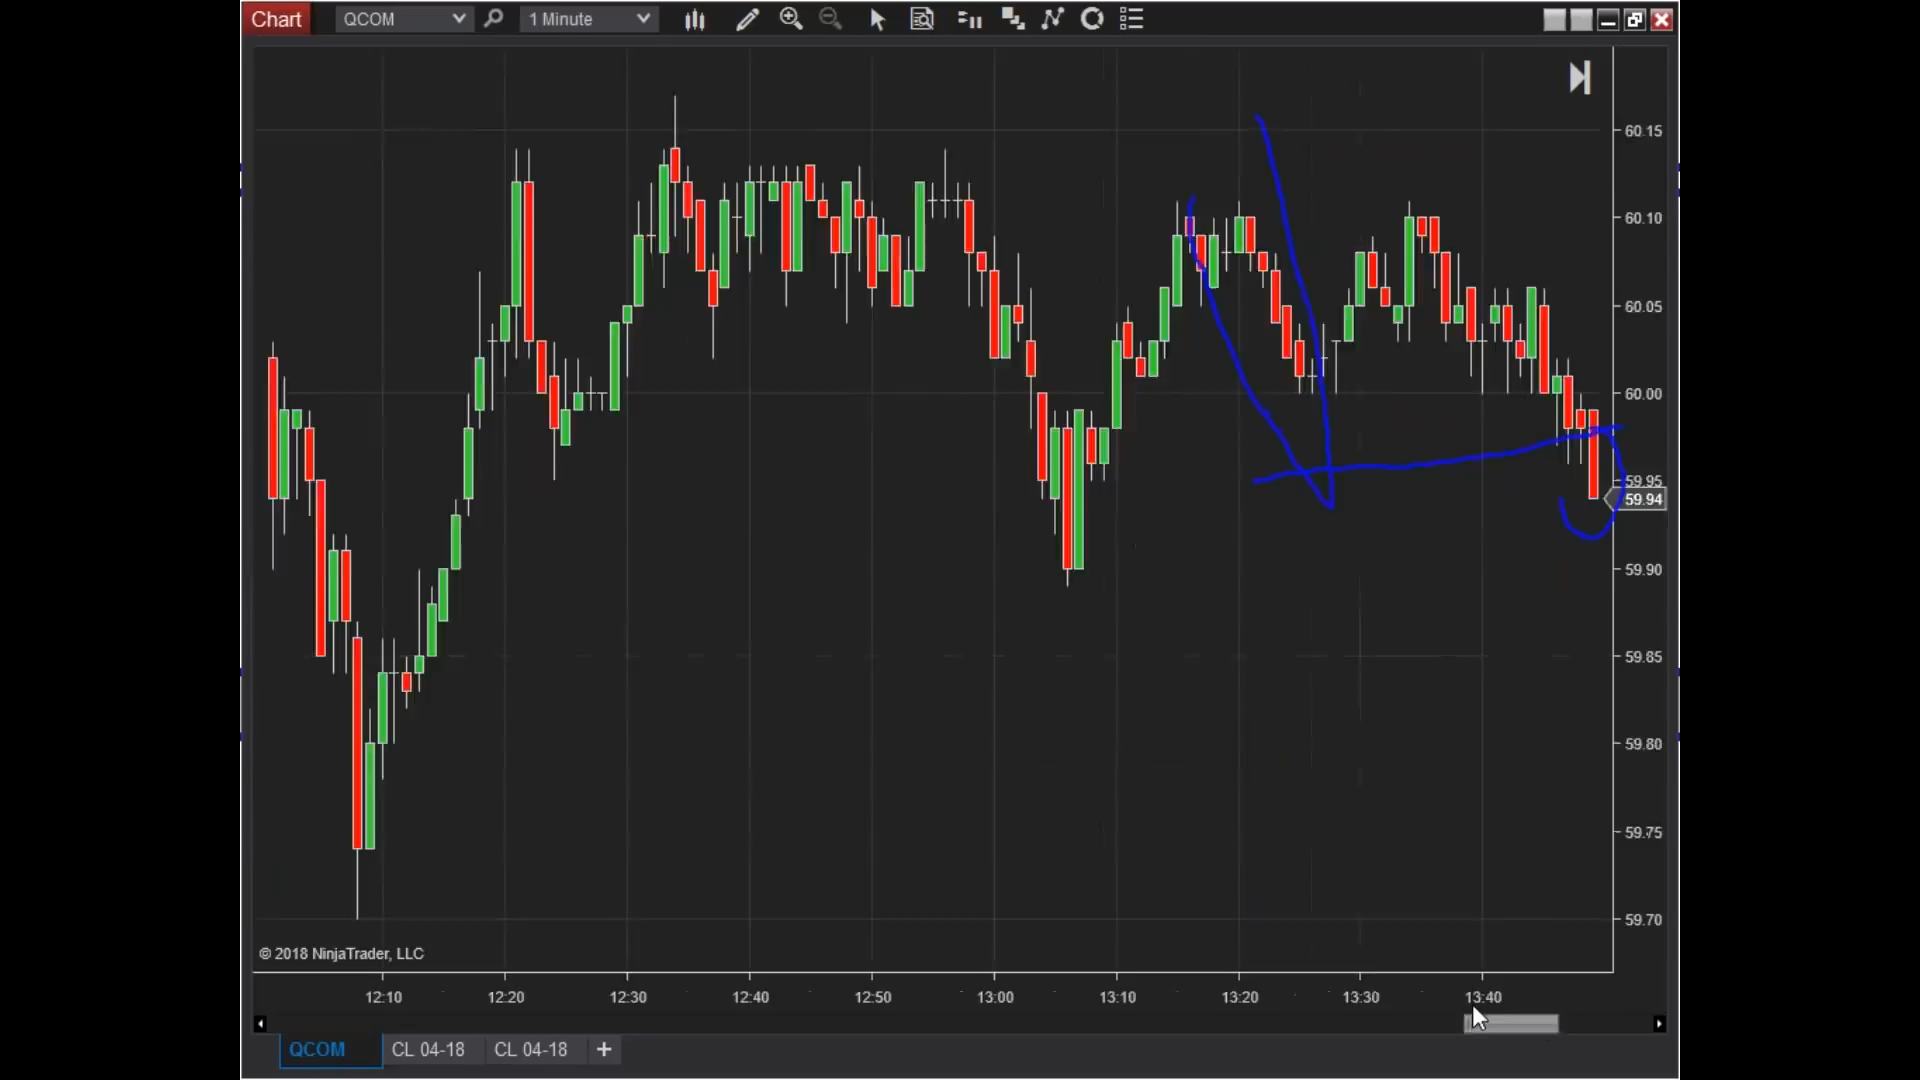 Chart QCOM 1 Minute
60.15
60.10
60.05
60.00
59.95
59.94
59.90
59.85
59.80
59.75
59.70
© 2018 NinjaTrader, LLC
12:10 12:20 12:30 12:40 12:50 13:00 13:10 13:20 13:30 13:40
QCOM CL 04-18 CL 04-18 +